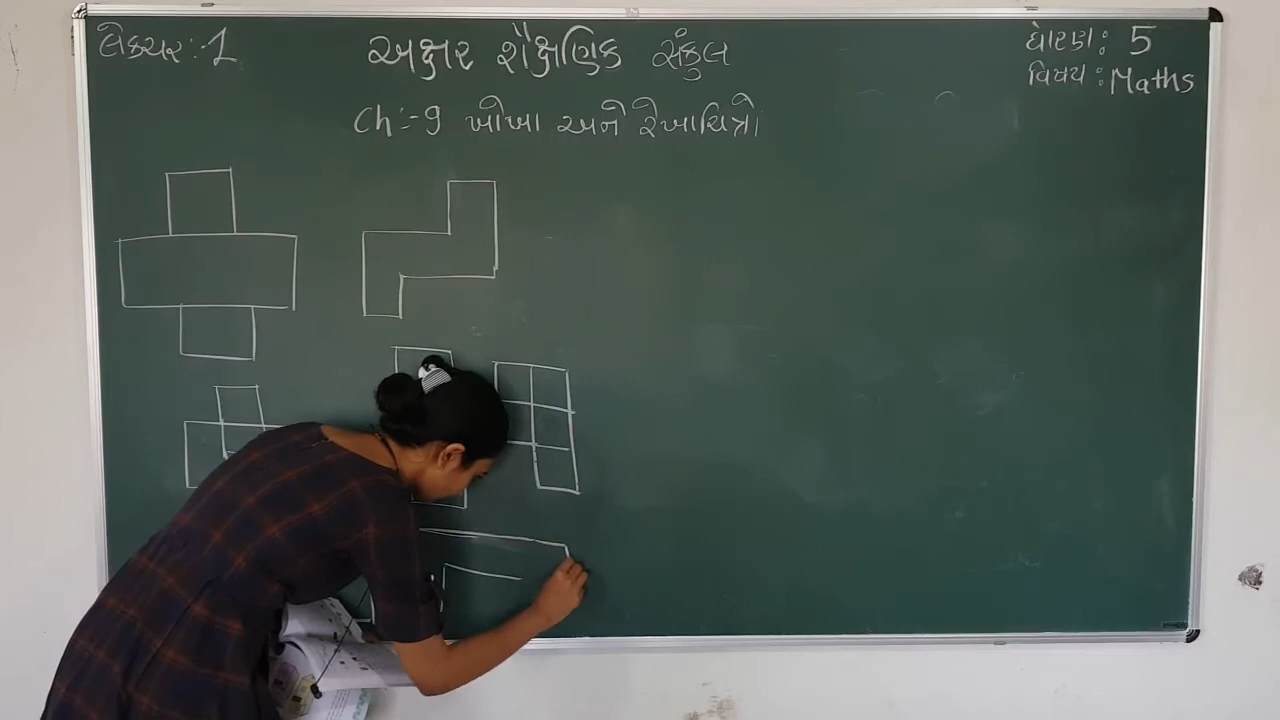 લેક્ચર :- 1
અક્ષર શૈક્ષણિક સંકુલ
ધોરણ : 5
વિષય : Maths
Ch :- 9 ખોખા અને રેખાચિત્રો